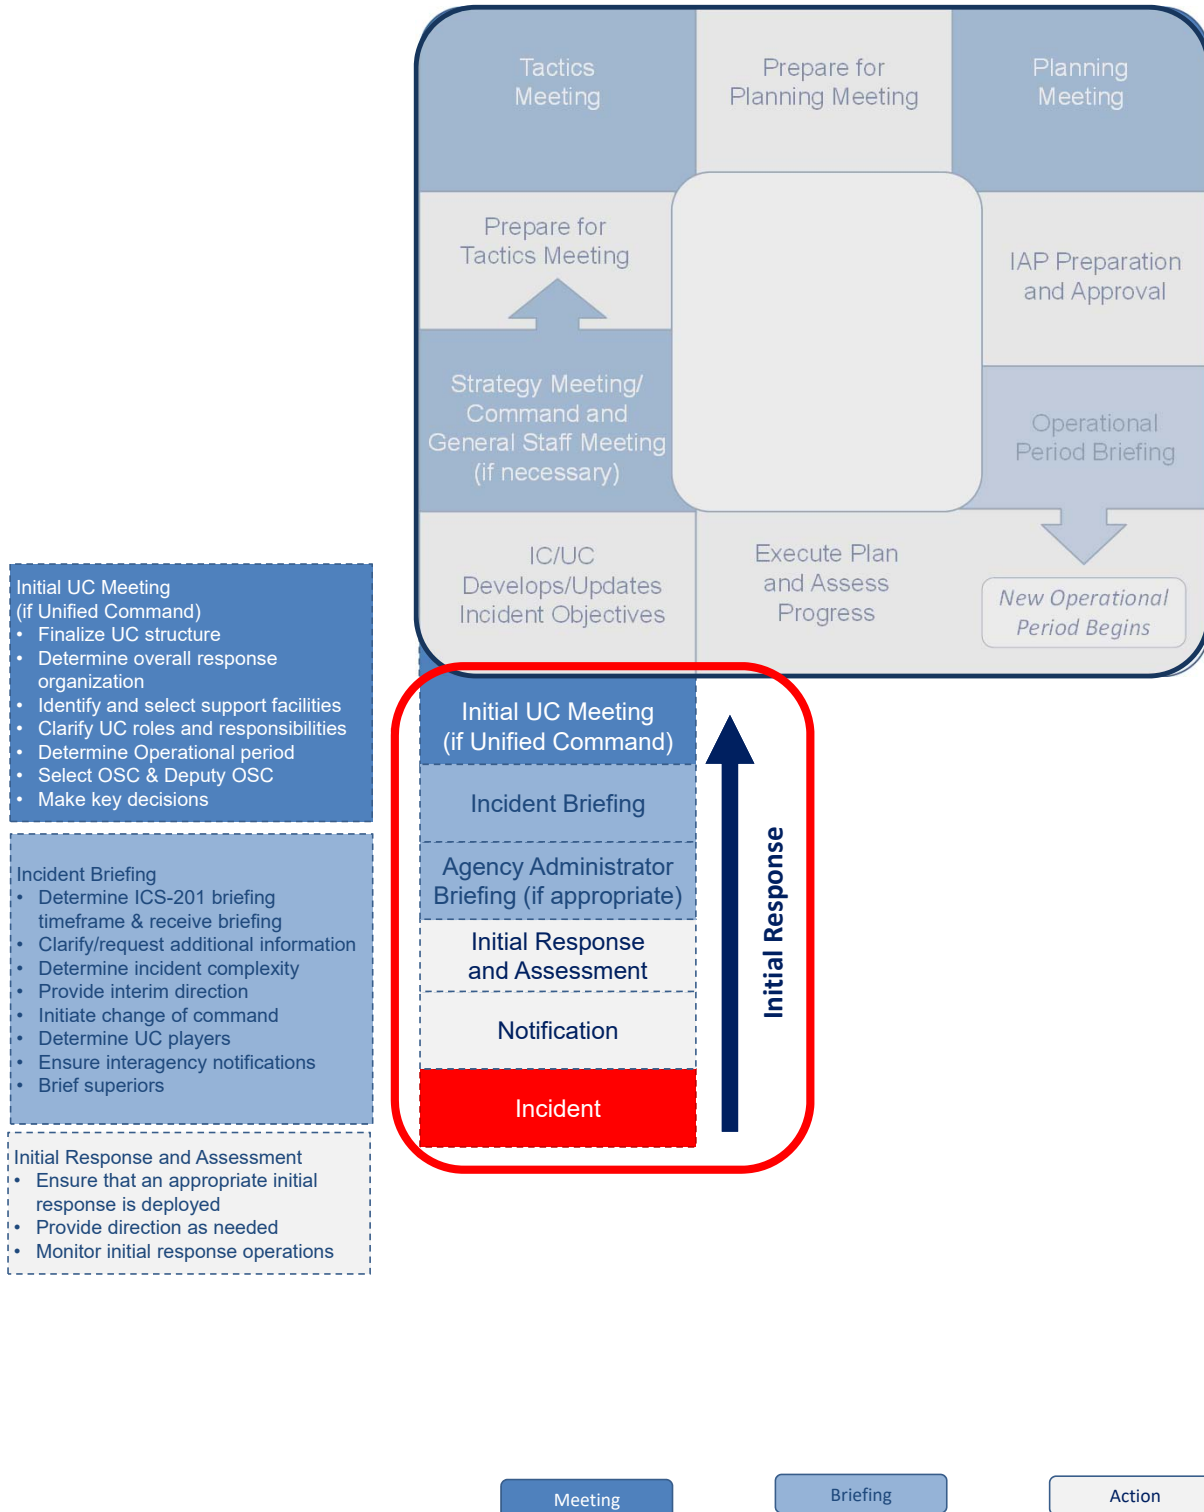 Tactics
Meeting
Prepare for
Planning Meeting
Planning
Meeting
Prepare for
Tactics Meeting
IAP Preparation
and Approval
Strategy Meeting/
Command and
General Staff Meeting
(if necessary)
Operational
Period Briefing
IC/UC
Develops/Updates
Incident Objectives
Execute Plan
and Assess
Progress
New Operational
Period Begins
Initial UC Meeting
(if Unified Command)
• Finalize UC structure
• Determine overall response
organization
• Identify and select support facilities
• Clarify UC roles and responsibilities
• Determine Operational period
• Select OSC & Deputy OSC
• Make key decisions
Incident Briefing
• Determine ICS-201 briefing
timeframe & receive briefing
• Clarify/request additional information
• Determine incident complexity
• Provide interim direction
• Initiate change of command
• Determine UC players
• Ensure interagency notifications
• Brief superiors
Initial Response and Assessment
• Ensure that an appropriate initial
response is deployed
• Provide direction as needed
• Monitor initial response operations
Initial UC Meeting
(if Unified Command)
Incident Briefing
Agency Administrator
Briefing (if appropriate)
Initial Response
and Assessment
Notification
Incident
Initial Response
Meeting
Briefing
Action